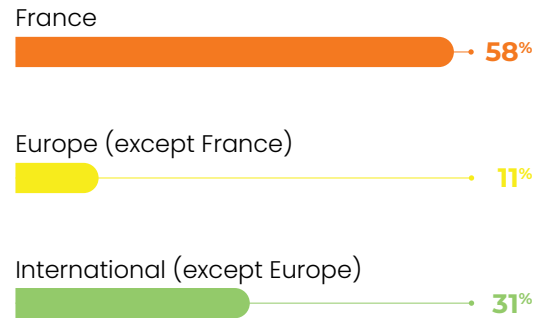 France
58%
Europe (except France)
11%
International (except Europe)
31%